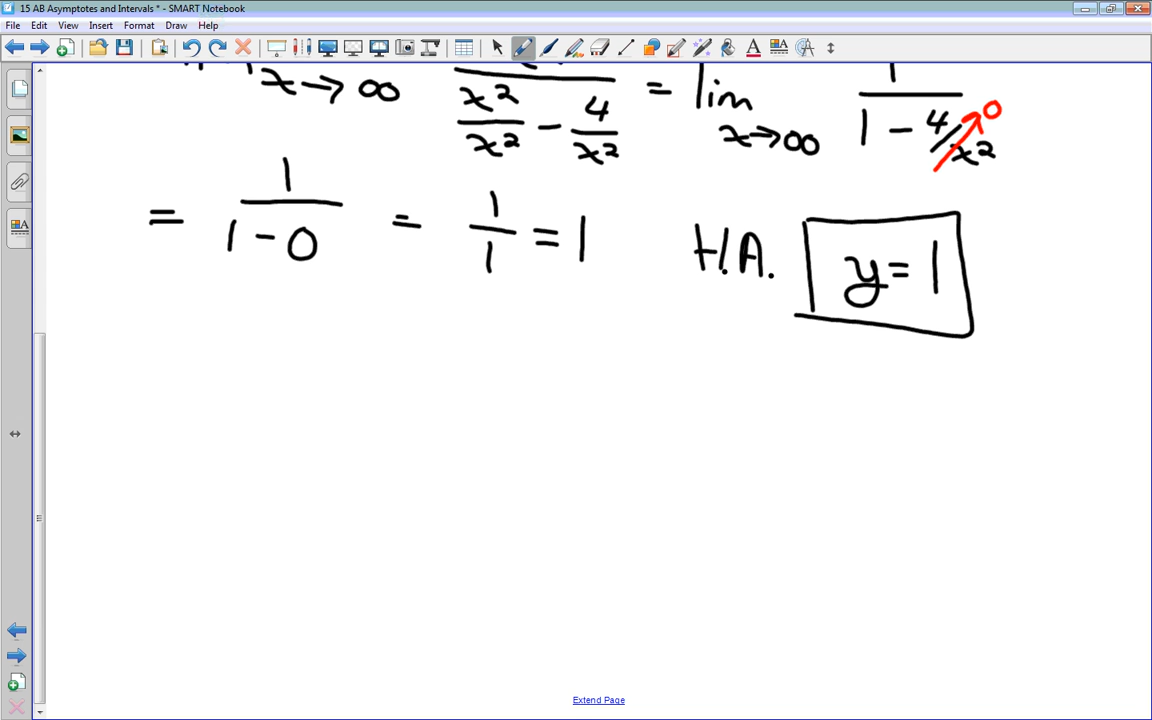 15 AB Asymptotes and Intervals * - SMART Notebook
File Edit View Insert Format Tools Draw Help
x → ∞ x²/x² - 4/x² = lim x→∞ 1/(1 - 4/x²) 0
= 1/(1 - 0) = 1/1 = 1 H.A. y = 1
Extend Page